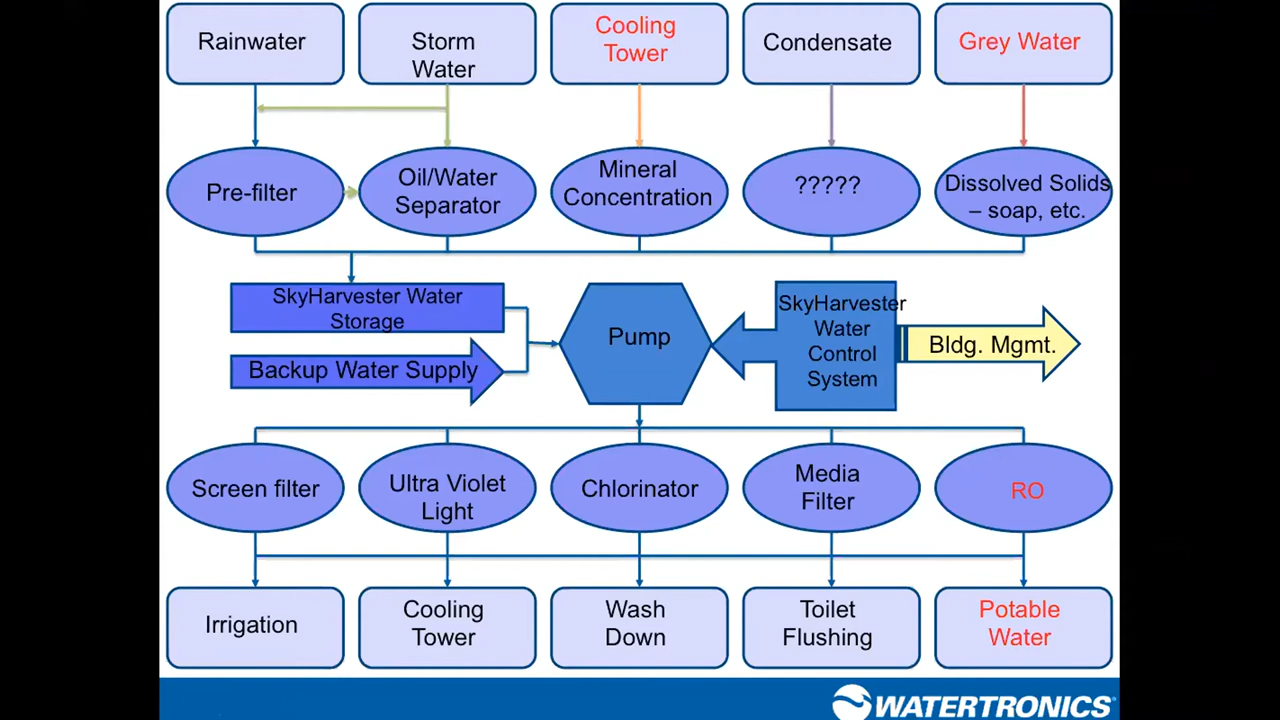 Rainwater
Storm
Water
Cooling
Tower
Condensate
Grey Water
Pre-filter
Oil/Water
Separator
Mineral
Concentration
?????
Dissolved Solids
– soap, etc.
SkyHarvester Water
Storage
Backup Water Supply
Pump
SkyHarvester
Water
Control
System
Bldg. Mgmt.
Screen filter
Ultra Violet
Light
Chlorinator
Media
Filter
RO
Irrigation
Cooling
Tower
Wash
Down
Toilet
Flushing
Potable
Water
WATERTRONICS